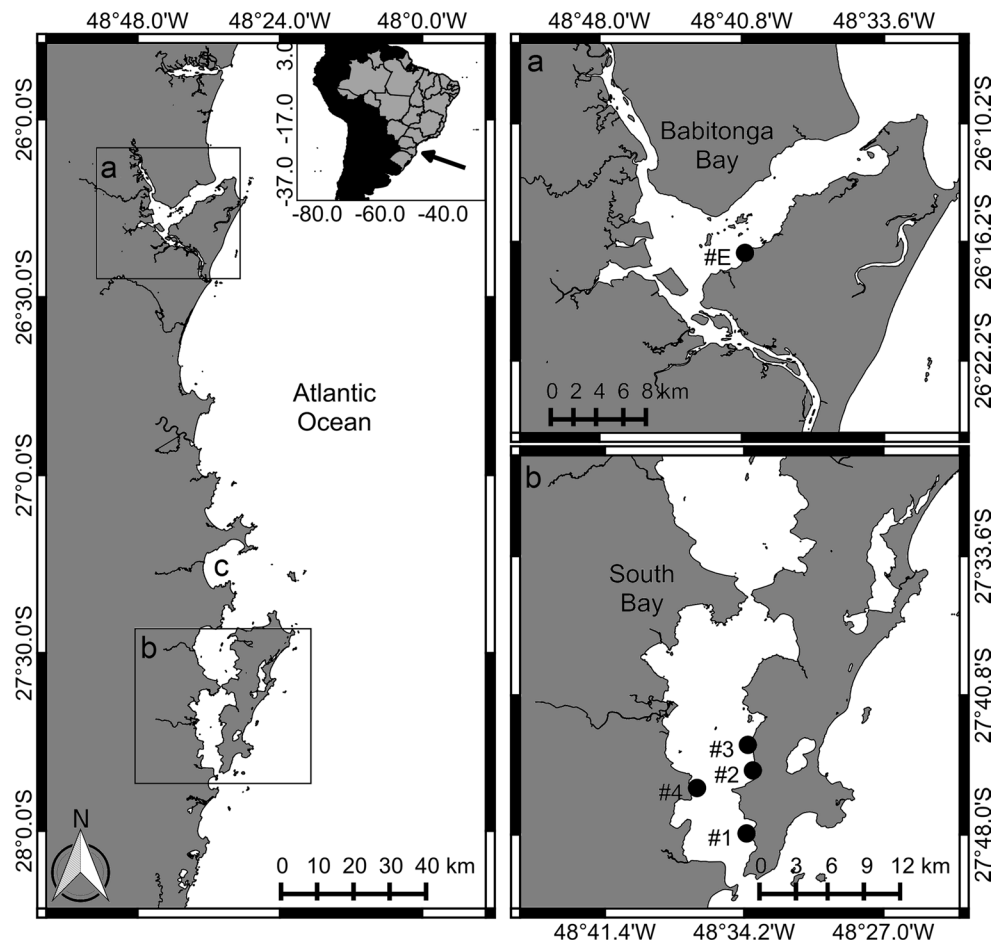 48°48.0'W 48°24.0'W 48°0.0'W
26°0.0'S
26°30.0'S
27°0.0'S
27°30.0'S
28°0.0'S
a
b
c
Atlantic
Ocean
N
0 10 20 30 40 km
3.0
-17.0
-37.0
-80.0 -60.0 -40.0
48°48.0'W 48°40.8'W 48°33.6'W
a
Babitonga
Bay
#E
26°10.2'S
26°16.2'S
26°22.2'S
0 2 4 6 8 km
b
South
Bay
#3
#2
#4
#1
27°33.6'S
27°40.8'S
27°48.0'S
0 3 6 9 12 km
48°41.4'W 48°34.2'W 48°27.0'W